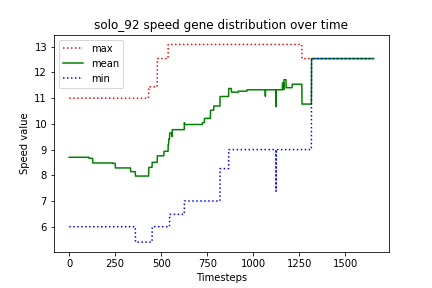 solo_92 speed gene distribution over time
max
mean
min
Speed value
13
12
11
10
9
8
7
6
0
250
500
750
1000
1250
1500
Timesteps